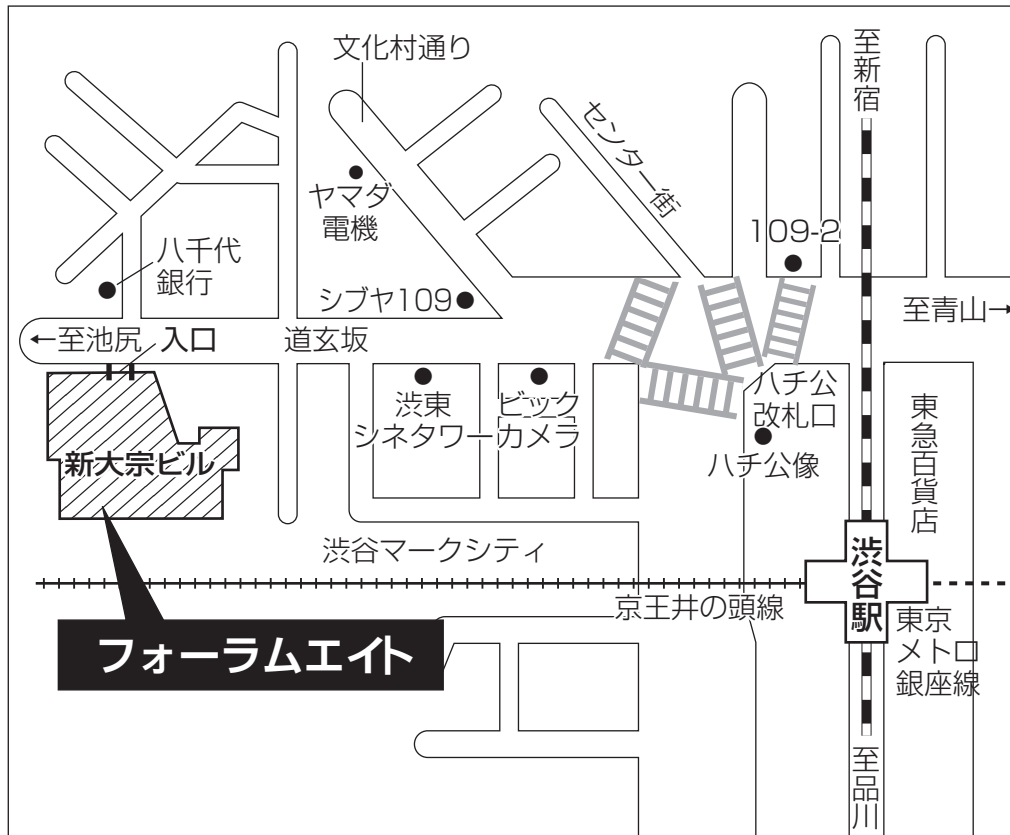 文化村通り
至新宿
センター街
ヤマダ
電機
109-2
八千代
銀行
シブヤ109
至青山→
←至池尻
入口
道玄坂
渋東
シネタワー
ビック
カメラ
ハチ公
改札口
ハチ公像
東急百貨店
新大宗ビル
渋谷マークシティ
渋谷駅
京王井の頭線
東京
メトロ
銀座線
フォーラムエイト
至品川